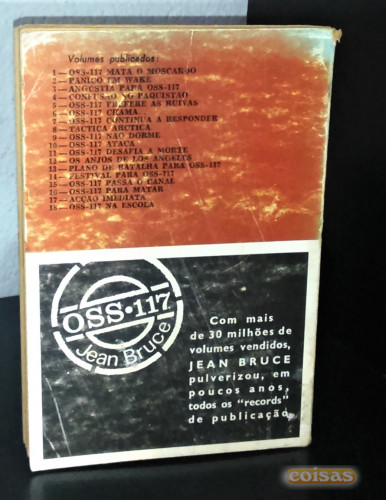 Volumes publicados:
1 — OSS-117 MATA O MOSCARDO
2 — PANICO EM WAKE
3 — ANGUSTIA PARA OSS-117
4 — CONFUSÃO NO PAQUISTÃO
5 — OSS-117 PREFERE AS RUIVAS
6 — OSS-117 CHAMA
7 — OSS-117 CONTINUA A RESPONDER
8 — TACTICA ARCTICA
9 — OSS-117 NÃO DORME
10 — OSS-117 ATACA
11 — OSS-117 DESAFIA A MORTE
12 — OS ANJOS DE LOS ANGELES
13 — PLANO DE BATALHA PARA OSS-117
14 — FESTIVAL PARA OSS-117
15 — OSS-117 PASSA O CANAL
16 — OSS-117 PARA MATAR
17 — ACÇÃO IMEDIATA
18 — OSS-117 NA ESCOLA
OSS·117
Jean Bruce
Com mais
de 30 milhões de
volumes vendidos,
JEAN BRUCE
pulverizou, em
poucos anos,
todos os "records"
de publicação.
coisas